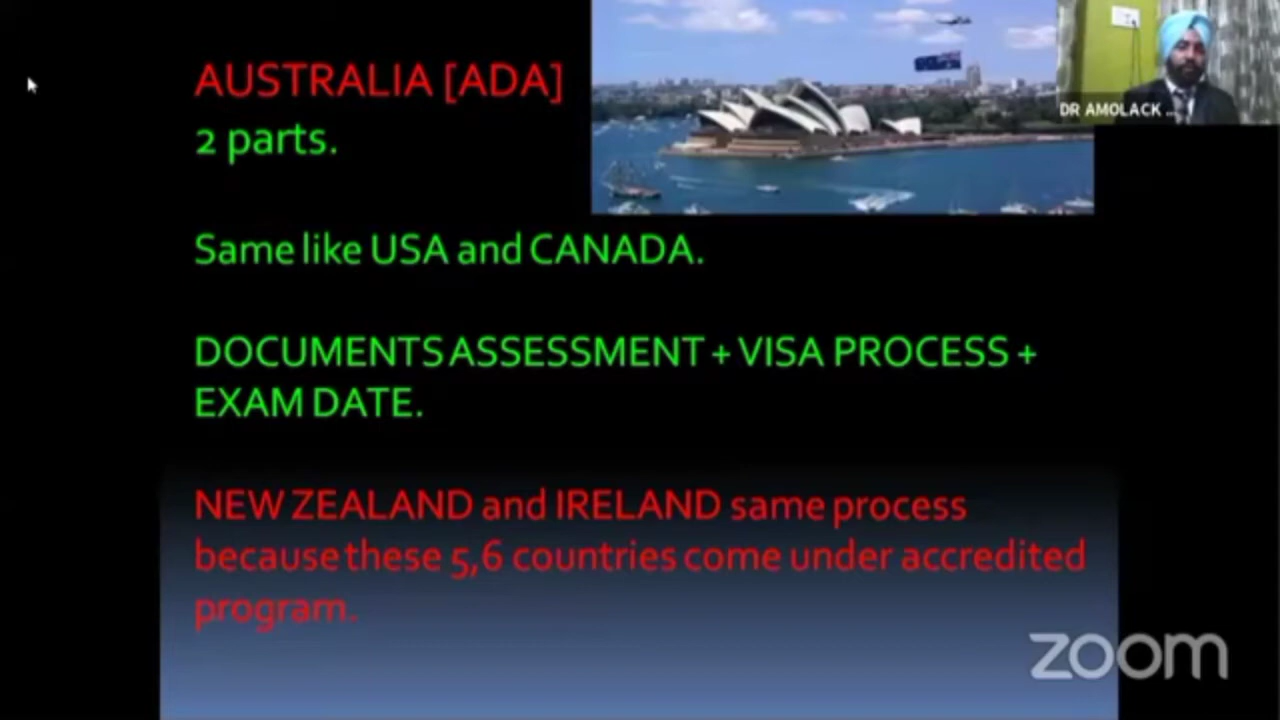 AUSTRALIA [ADA]
2 parts.
DR AMOLACK ...
Same like USA and CANADA.
DOCUMENTS ASSESSMENT + VISA PROCESS +
EXAM DATE.
NEW ZEALAND and IRELAND same process
because these 5,6 countries come under accredited
program.
zoom